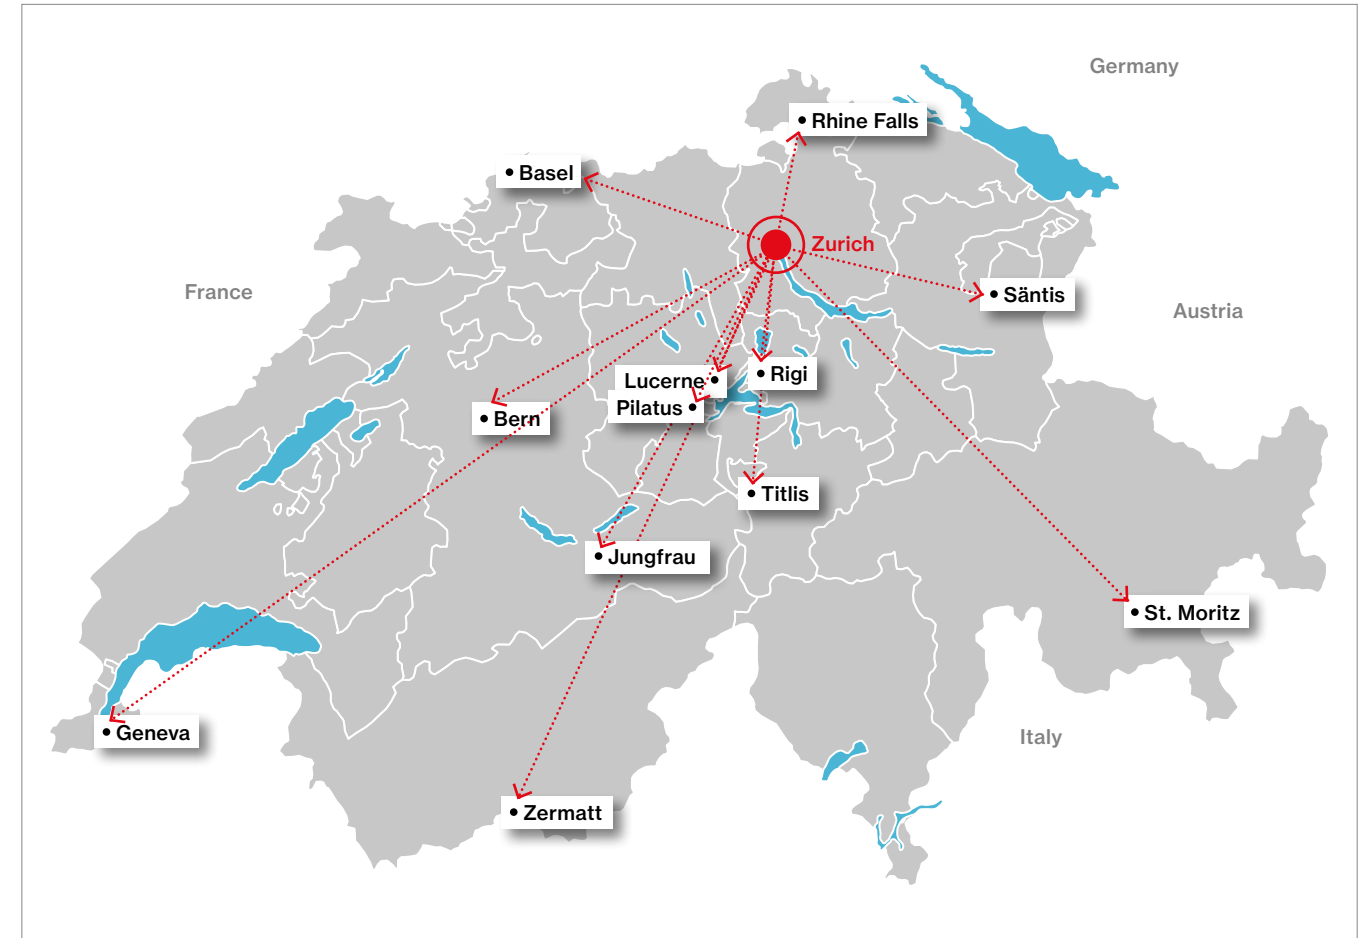 Germany
Rhine Falls
Basel
Zurich
France
Säntis
Austria
Lucerne
Rigi
Pilatus
Bern
Titlis
Jungfrau
St. Moritz
Geneva
Italy
Zermatt